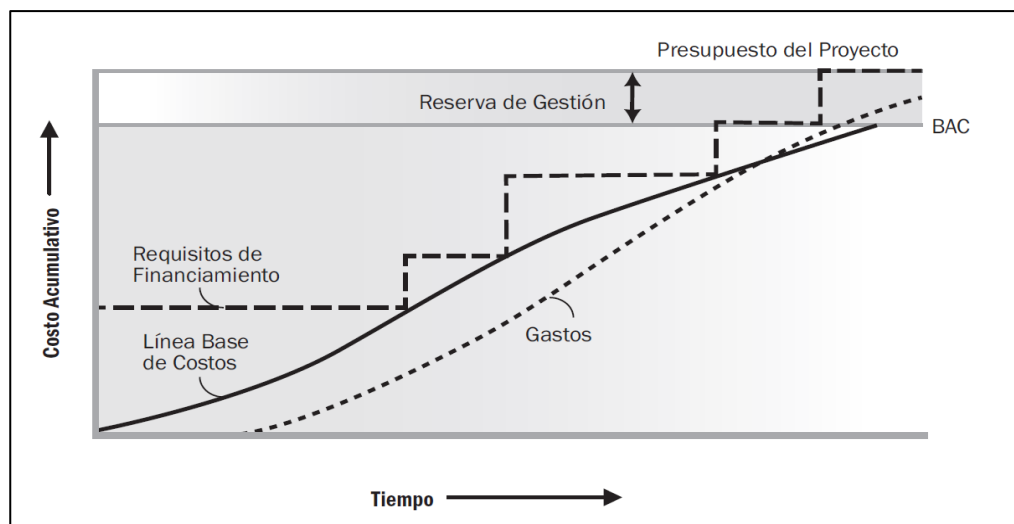 Presupuesto del Proyecto
Reserva de Gestión
BAC
Costo Acumulativo
Requisitos de
Financiamiento
Línea Base
de Costos
Gastos
Tiempo